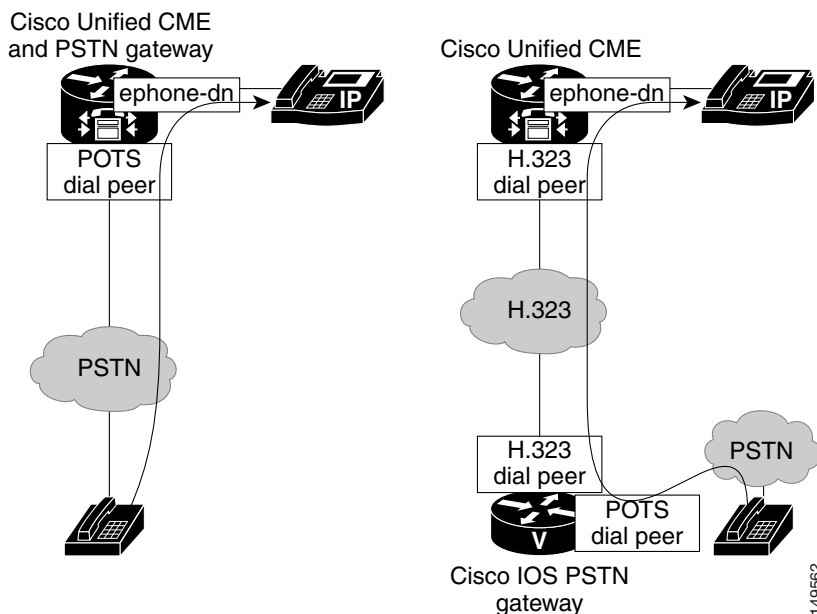 Cisco Unified CME
and PSTN gateway
ephone-dn
IP
POTS
dial peer
PSTN
Cisco Unified CME
ephone-dn
IP
H.323
dial peer
H.323
H.323
dial peer
PSTN
POTS
dial peer
V
Cisco IOS PSTN
gateway
149562